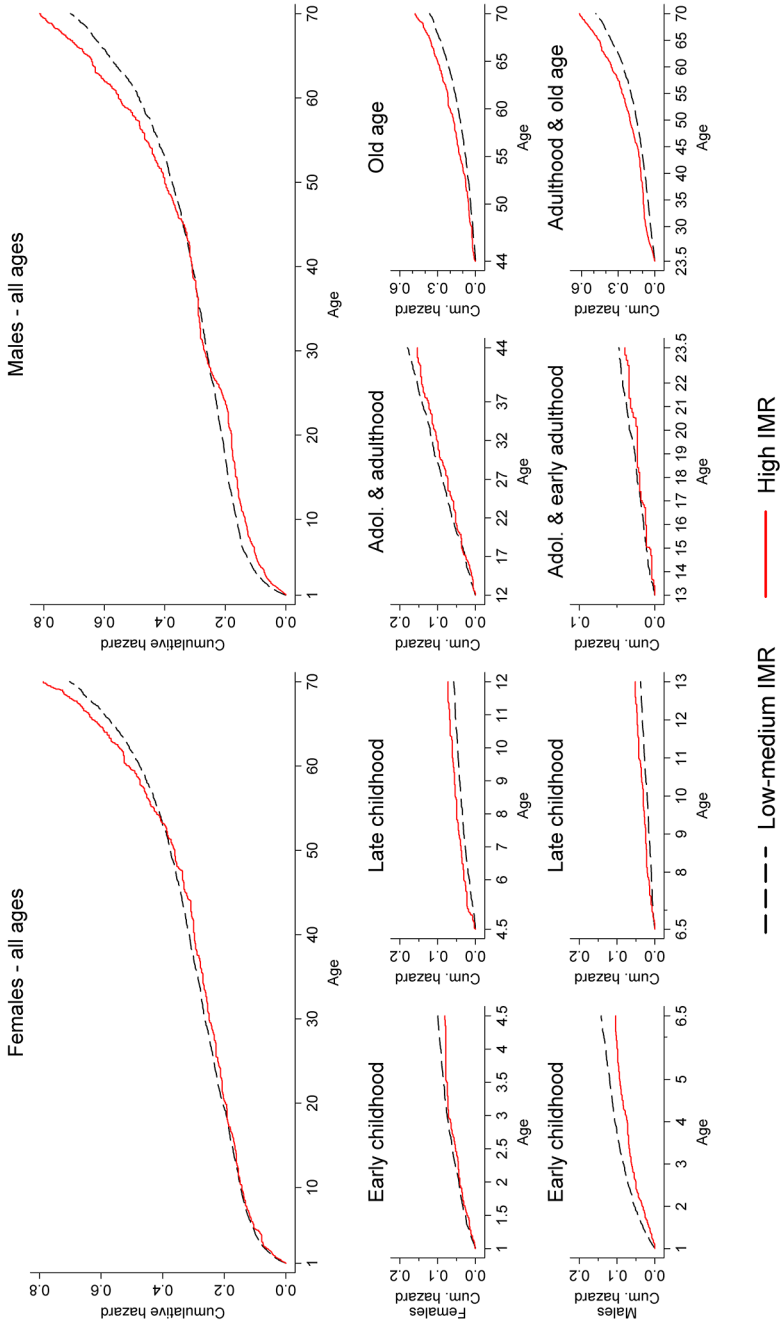 Females - all ages
Cumulative hazard
0.8
0.6
0.4
0.2
0.0
1 10 20 30 40 50 60 70
Age
Males - all ages
Cumulative hazard
0.8
0.6
0.4
0.2
0.0
1 10 20 30 40 50 60 70
Age
Females
Early childhood
Cum. hazard
0.2
0.1
0.0
1 1.5 2 2.5 3 3.5 4 4.5
Age
Late childhood
Cum. hazard
0.2
0.1
0.0
4.5 6 7 8 9 10 11 12
Age
Adol. & adulthood
Cum. hazard
0.2
0.1
0.0
12 17 22 27 32 37 44
Age
Old age
Cum. hazard
0.6
0.3
0.0
44 50 55 60 65 70
Age
Males
Early childhood
Cum. hazard
0.2
0.1
0.0
1 2 3 4 5 6.5
Age
Late childhood
Cum. hazard
0.2
0.1
0.0
6.5 8 9 10 11 12 13
Age
Adol. & early adulthood
Cum. hazard
0.1
0.0
13 14 15 16 17 18 19 20 21 22 23.5
Age
Adulthood & old age
Cum. hazard
0.6
0.3
0.0
23.5 30 35 40 45 50 55 60 65 70
Age
Low-medium IMR
High IMR